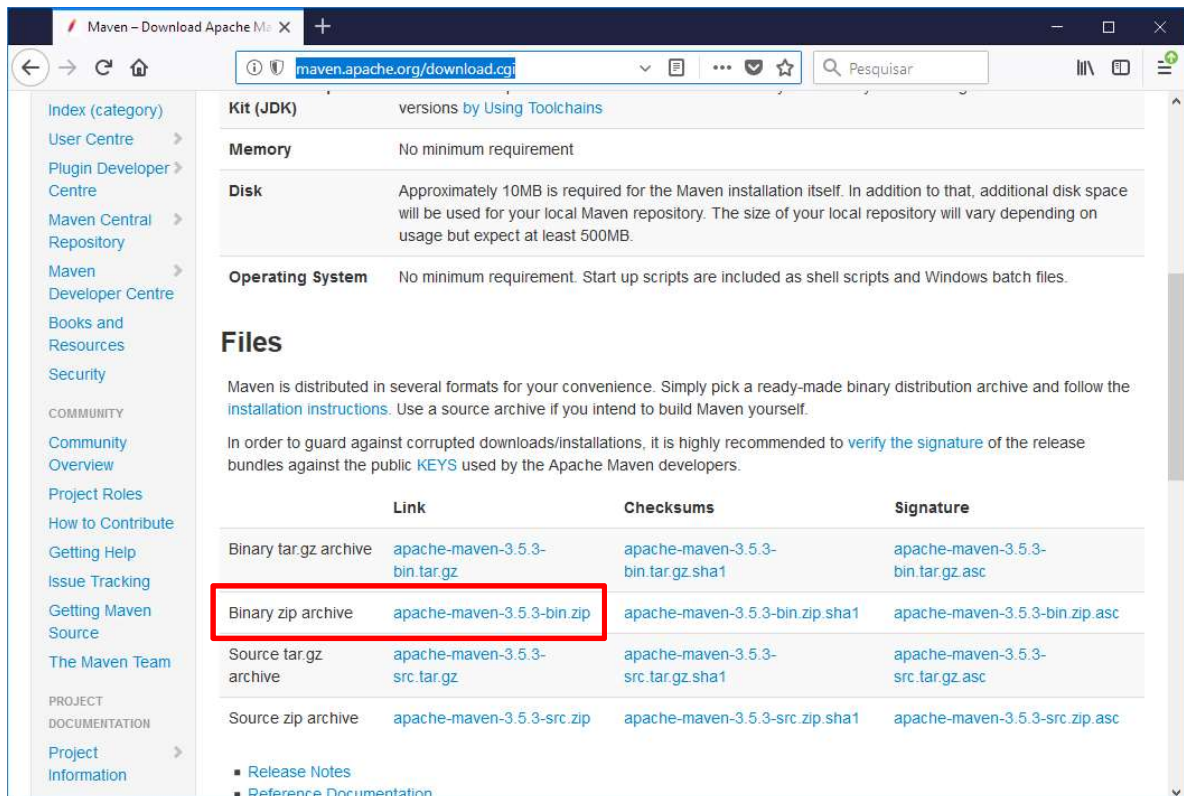 Maven – Download Apache Ma
maven.apache.org/download.cgi
Pesquisar
Index (category)
User Centre
Plugin Developer
Centre
Maven Central
Repository
Maven
Developer Centre
Books and
Resources
Security
COMMUNITY
Community
Overview
Project Roles
How to Contribute
Getting Help
Issue Tracking
Getting Maven
Source
The Maven Team
PROJECT
DOCUMENTATION
Project
Information
Kit (JDK) versions by Using Toolchains
Memory No minimum requirement
Disk Approximately 10MB is required for the Maven installation itself. In addition to that, additional disk space
will be used for your local Maven repository. The size of your local repository will vary depending on
usage but expect at least 500MB.
Operating System No minimum requirement. Start up scripts are included as shell scripts and Windows batch files.
Files
Maven is distributed in several formats for your convenience. Simply pick a ready-made binary distribution archive and follow the
installation instructions. Use a source archive if you intend to build Maven yourself.
In order to guard against corrupted downloads/installations, it is highly recommended to verify the signature of the release
bundles against the public KEYS used by the Apache Maven developers.
Link Checksums Signature
Binary tar.gz archive apache-maven-3.5.3- apache-maven-3.5.3- apache-maven-3.5.3-
bin.tar.gz bin.tar.gz.sha1 bin.tar.gz.asc
Binary zip archive apache-maven-3.5.3-bin.zip apache-maven-3.5.3-bin.zip.sha1 apache-maven-3.5.3-bin.zip.asc
Source tar.gz apache-maven-3.5.3- apache-maven-3.5.3- apache-maven-3.5.3-
archive src.tar.gz src.tar.gz.sha1 src.tar.gz.asc
Source zip archive apache-maven-3.5.3-src.zip apache-maven-3.5.3-src.zip.sha1 apache-maven-3.5.3-src.zip.asc
Release Notes
Reference Documentation